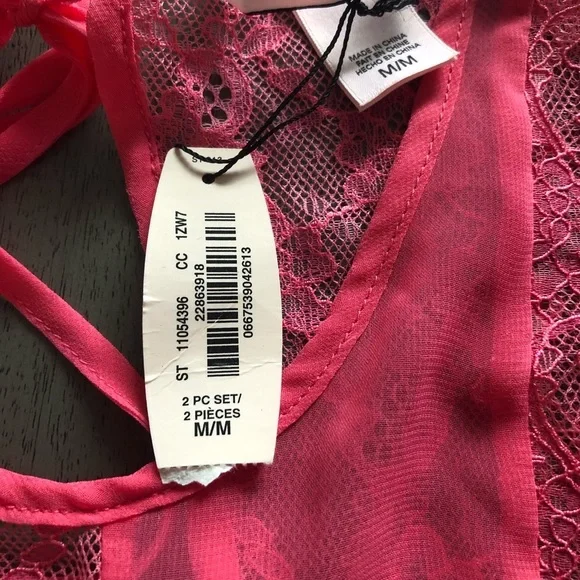 MADE IN CHINA
FAIT EN CHINE
HECHO EN CHINA
M/M
ST 11054396 CC 1ZW7
22863918
0667539042613
2 PC SET/
2 PIÈCES
M/M